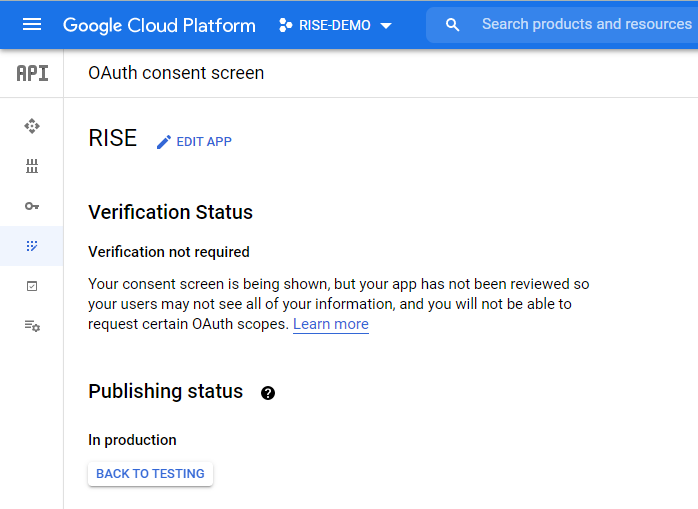 Google Cloud Platform
RISE-DEMO
Search products and resources
API
OAuth consent screen
RISE
EDIT APP
Verification Status
Verification not required
Your consent screen is being shown, but your app has not been reviewed so
your users may not see all of your information, and you will not be able to
request certain OAuth scopes. Learn more
Publishing status
?
In production
BACK TO TESTING